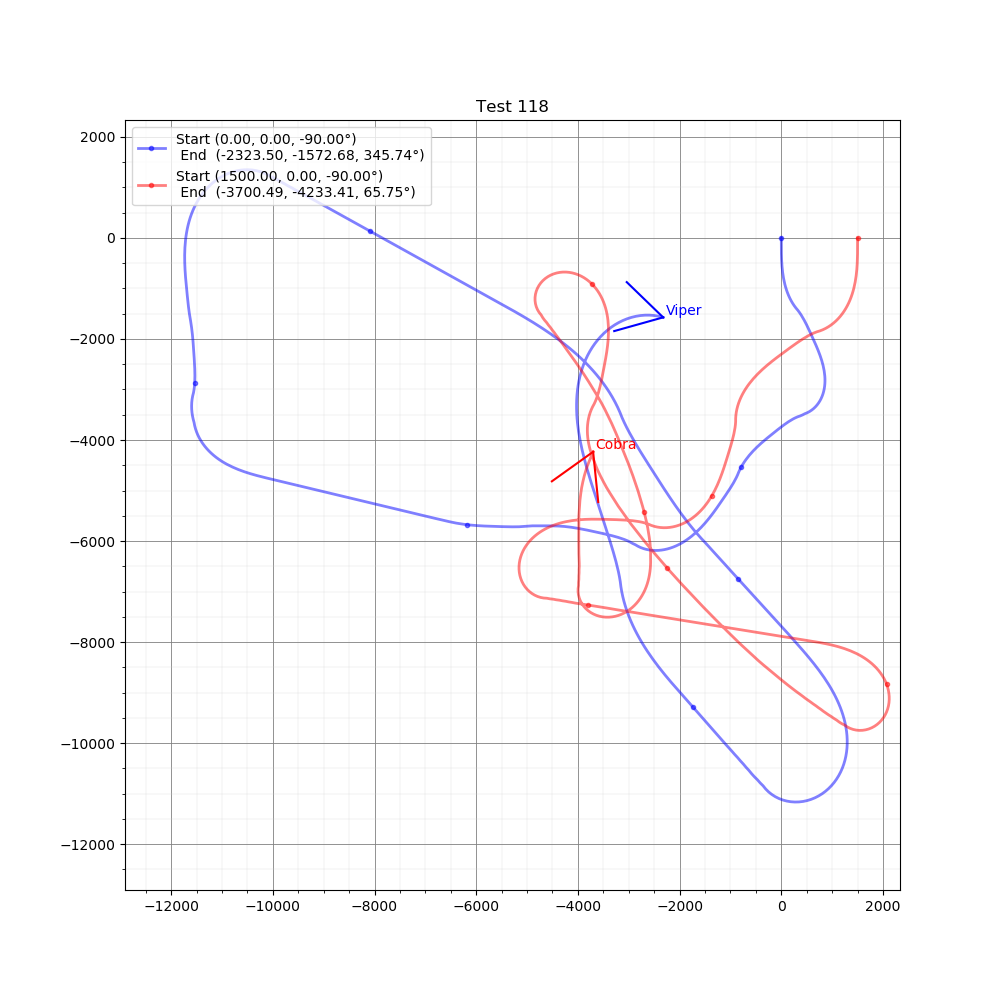 Test 118
Start (0.00, 0.00, -90.00°)
End (-2323.50, -1572.68, 345.74°)
Start (1500.00, 0.00, -90.00°)
End (-3700.49, -4233.41, 65.75°)
Viper
Cobra
2000
0
−2000
−4000
−6000
−8000
−10000
−12000
−12000 −10000 −8000 −6000 −4000 −2000 0 2000